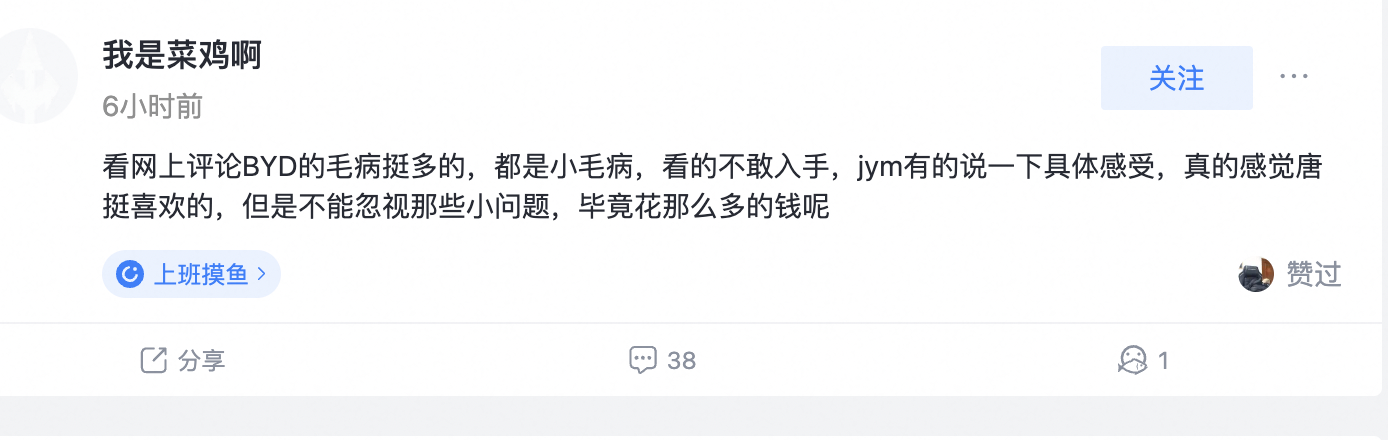 我是菜鸡啊
关注
6小时前
看网上评论BYD的毛病挺多的，都是小毛病，看的不敢入手，jym有的说一下具体感受，真的感觉唐
挺喜欢的，但是不能忽视那些小问题，毕竟花那么多的钱呢
上班摸鱼
赞过
分享
38
1